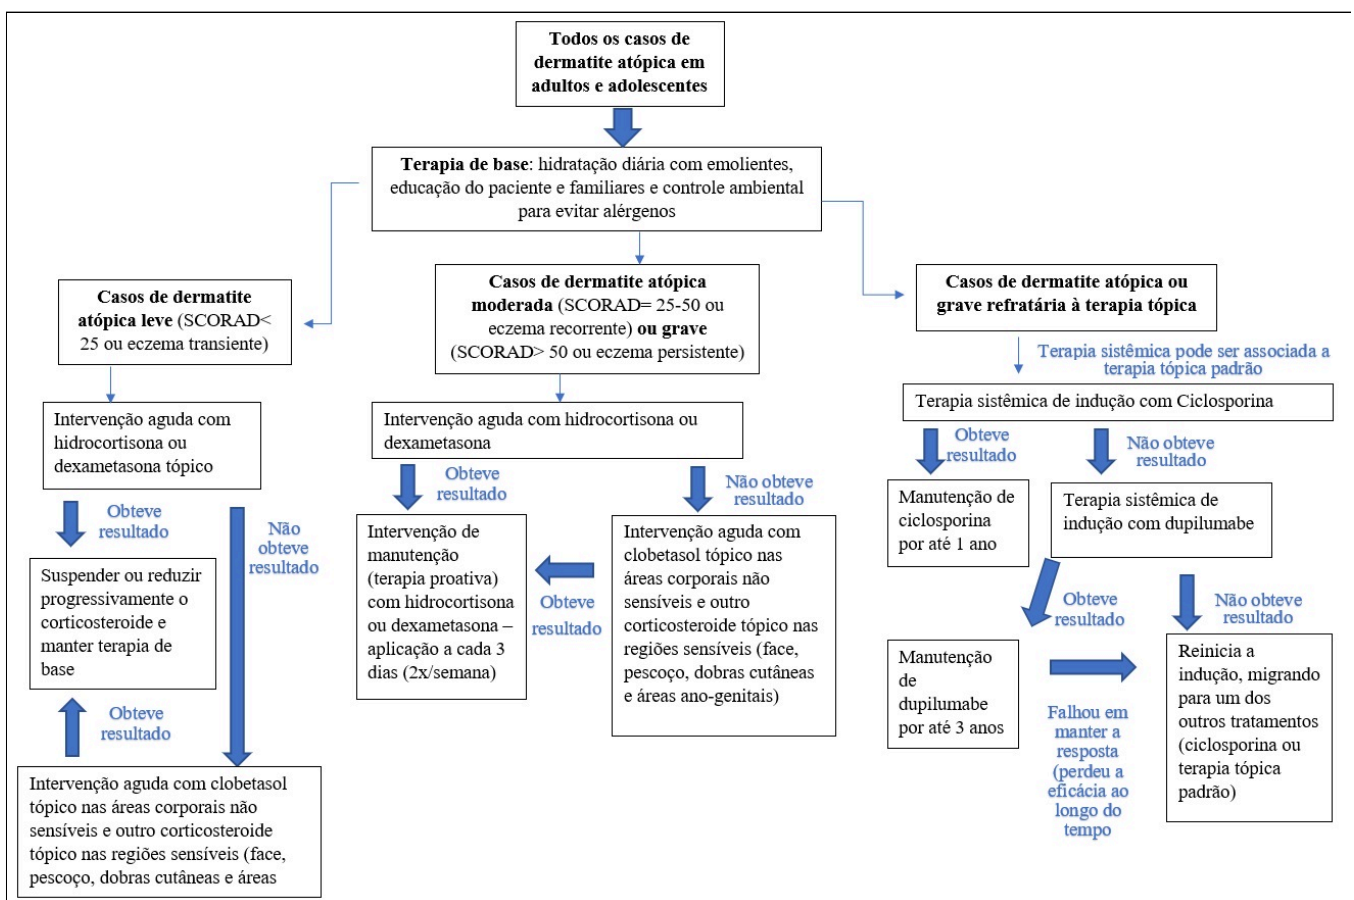 Todos os casos de
dermatite atópica em
adultos e adolescentes
Terapia de base: hidratação diária com emolientes,
educação do paciente e familiares e controle ambiental
para evitar alérgenos
Casos de dermatite
atópica leve (SCORAD<
25 ou eczema transiente)
Intervenção aguda com
hidrocortisona ou
dexametasona tópico
Obteve
resultado
Não
obteve
resultado
Suspender ou reduzir
progressivamente o
corticosteroide e
manter terapia de
base
Obteve
resultado
Intervenção aguda com clobetasol
tópico nas áreas corporais não
sensíveis e outro corticosteroide
tópico nas regiões sensíveis (face,
pescoço, dobras cutâneas e áreas
Casos de dermatite atópica
moderada (SCORAD= 25-50 ou
eczema recorrente) ou grave
(SCORAD> 50 ou eczema persistente)
Intervenção aguda com hidrocortisona ou
dexametasona
Obteve
resultado
Não obteve
resultado
Intervenção de
manutenção
(terapia proativa)
com hidrocortisona
ou dexametasona –
aplicação a cada 3
dias (2x/semana)
Obteve
resultado
Intervenção aguda com
clobetasol tópico nas
áreas corporais não
sensíveis e outro
corticosteroide tópico nas
regiões sensíveis (face,
pescoço, dobras cutâneas
e áreas ano-genitais)
Casos de dermatite atópica ou
grave refratária à terapia tópica
Terapia sistêmica pode ser associada a
terapia tópica padrão
Terapia sistêmica de indução com Ciclosporina
Obteve
resultado
Não obteve
resultado
Manutenção de
ciclosporina
por até 1 ano
Terapia sistêmica de
indução com dupilumabe
Obteve
resultado
Não obteve
resultado
Manutenção
de
dupilumabe
por até 3 anos
Falhou em
manter a
resposta
(perdeu a
eficácia ao
longo do
tempo
Reinicia a
indução, migrando
para um dos
outros tratamentos
(ciclosporina ou
terapia tópica
padrão)